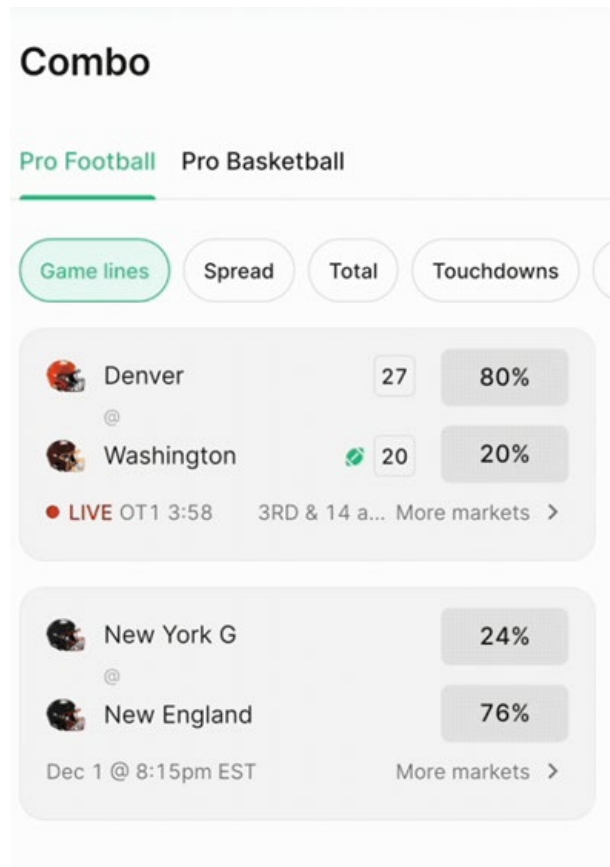 Combo
Pro Football Pro Basketball
Game lines Spread Total Touchdowns
Denver 27 80%
@
Washington 20 20%
LIVE OT1 3:58 3RD & 14 a... More markets >
New York G 24%
@
New England 76%
Dec 1 @ 8:15pm EST More markets >